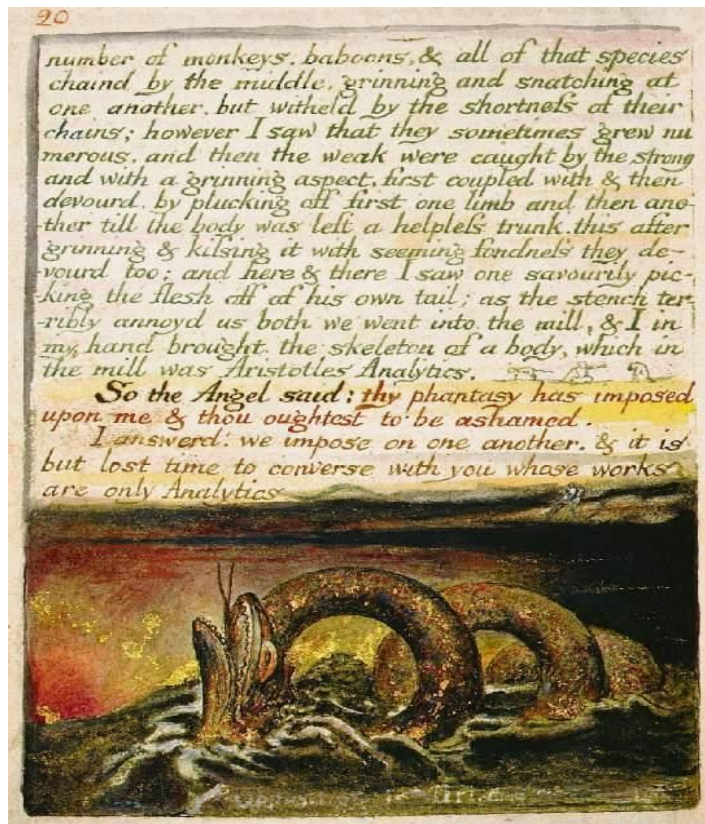 20
number of monkeys, baboons, & all of that species
chaind by the middle, grinning and snatching at
one another, but witheld by the shortneſs of their
chains; however I saw that they sometimes grew nu
merous, and then the weak were caught by the strong
and with a grinning aspect, first coupled with & then
devourd, by plucking off first one limb and then ano-
-ther till the body was left a helpleſs trunk. this after
grinning & kiſsing it with seeming fondneſs they de-
-vourd too; and here & there I saw one savourily pic-
-king the flesh off of his own tail; as the stench ter-
-ribly annoyd us both we went into the mill, & I in
my hand brought the skeleton of a body, which in
the mill was Aristotles Analytics.
So the Angel said: thy phantasy has imposed
upon me & thou oughtest to be ashamed.
I answerd: we impose on one another, & it is
but lost time to converse with you whose works
are only Analytics